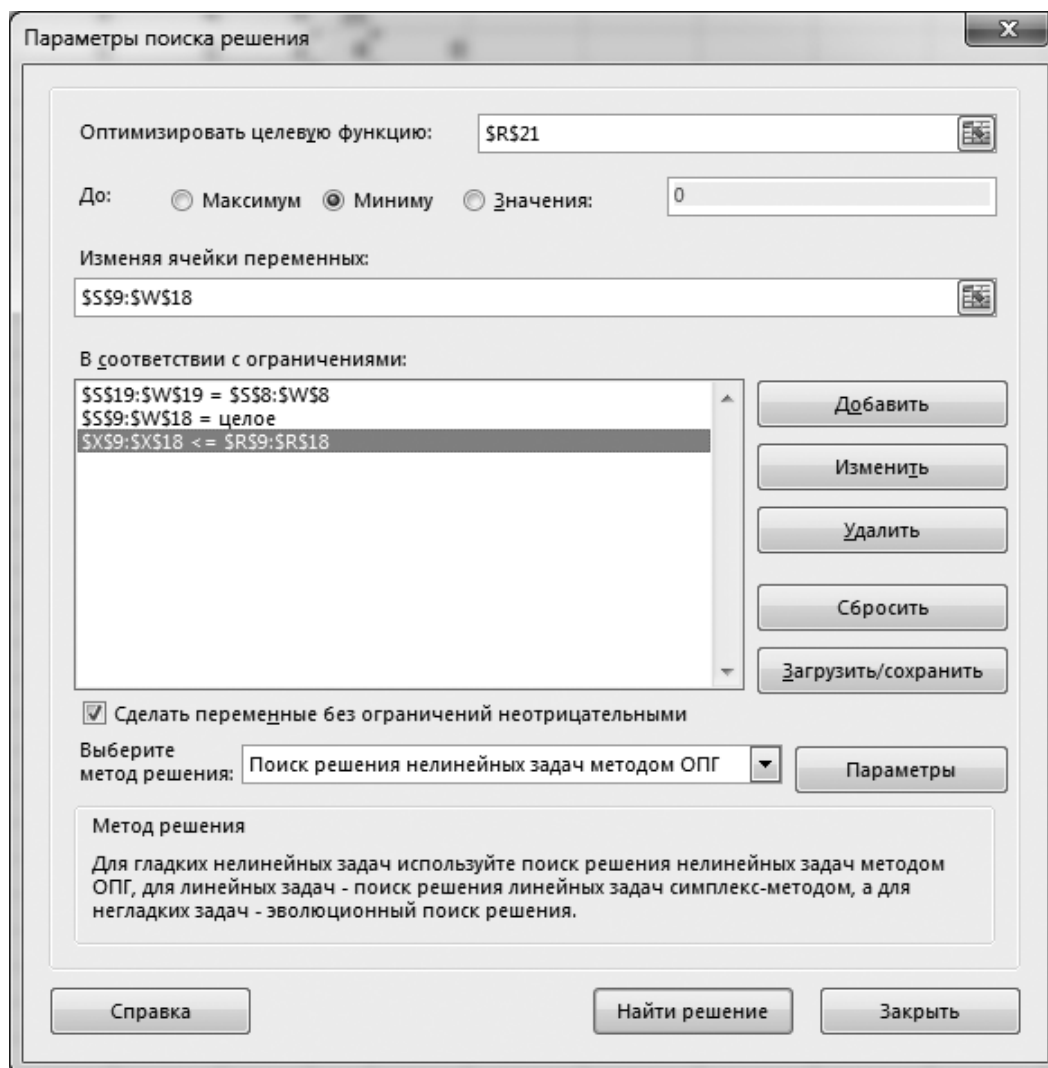 Параметры поиска решения
x
Оптимизировать целевую функцию: $R$21
До: Максимум Миниму Значения: 0
Изменяя ячейки переменных:
$S$9:$W$18
В соответствии с ограничениями:
$S$19:$W$19 = $S$8:$W$8
$S$9:$W$18 = целое
$X$9:$X$18 <= $R$9:$R$18
Добавить
Изменить
Удалить
Сбросить
Загрузить/сохранить
Сделать переменные без ограничений неотрицательными
Выберите
метод решения: Поиск решения нелинейных задач методом ОПГ Параметры
Метод решения
Для гладких нелинейных задач используйте поиск решения нелинейных задач методом
ОПГ, для линейных задач - поиск решения линейных задач симплекс-методом, а для
негладких задач - эволюционный поиск решения.
Справка Найти решение Закрыть